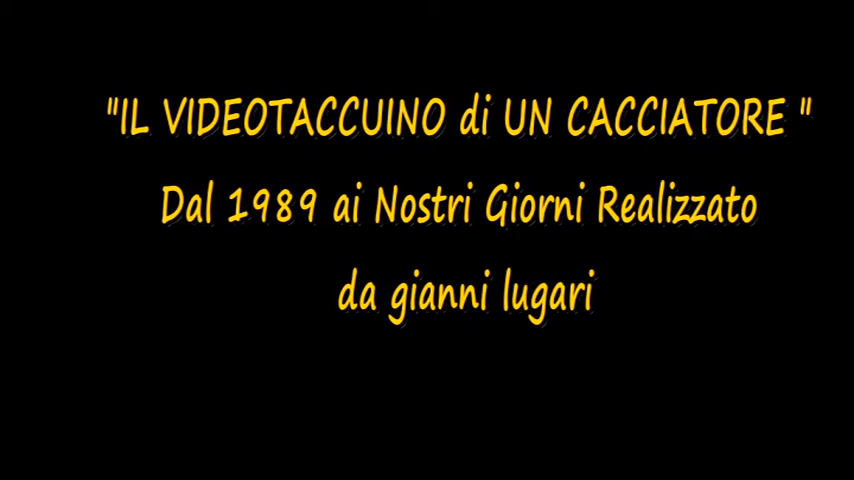 "IL VIDEOTACCUINO di UN CACCIATORE "
Dal 1989 ai Nostri Giorni Realizzato
da gianni lugari